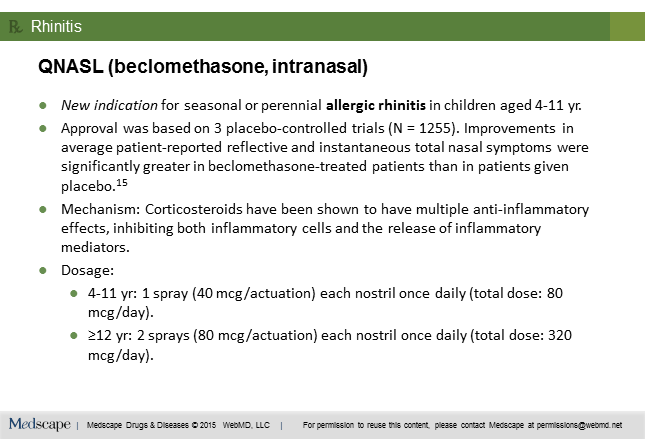 Rhinitis
QNASL (beclomethasone, intranasal)
● New indication for seasonal or perennial allergic rhinitis in children aged 4-11 yr.
● Approval was based on 3 placebo-controlled trials (N = 1255). Improvements in
average patient-reported reflective and instantaneous total nasal symptoms were
significantly greater in beclomethasone-treated patients than in patients given
placebo.15
● Mechanism: Corticosteroids have been shown to have multiple anti-inflammatory
effects, inhibiting both inflammatory cells and the release of inflammatory
mediators.
● Dosage:
● 4-11 yr: 1 spray (40 mcg/actuation) each nostril once daily (total dose: 80
mcg/day).
● ≥12 yr: 2 sprays (80 mcg/actuation) each nostril once daily (total dose: 320
mcg/day).
Medscape | Medscape Drugs & Diseases © 2015 WebMD, LLC | For permission to reuse this content, please contact Medscape at permissions@webmd.net